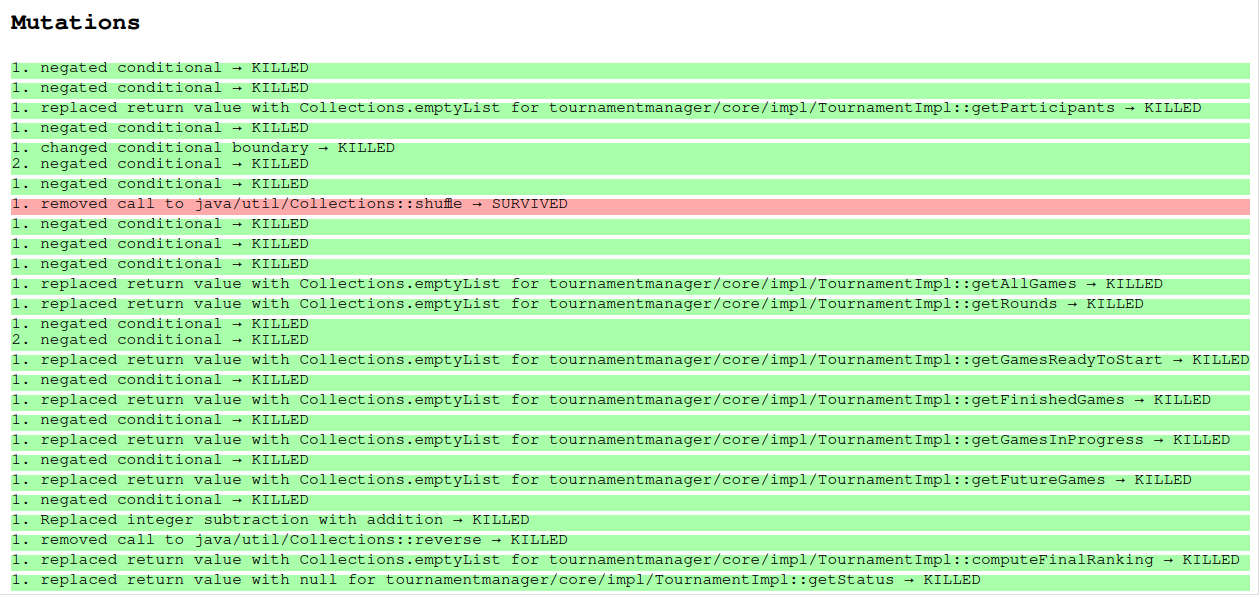 Mutations
1. negated conditional → KILLED
1. negated conditional → KILLED
1. replaced return value with Collections.emptyList for tournamentmanager/core/impl/TournamentImpl::getParticipants → KILLED
1. negated conditional → KILLED
1. changed conditional boundary → KILLED
2. negated conditional → KILLED
1. negated conditional → KILLED
1. removed call to java/util/Collections::shuffle → SURVIVED
1. negated conditional → KILLED
1. negated conditional → KILLED
1. negated conditional → KILLED
1. replaced return value with Collections.emptyList for tournamentmanager/core/impl/TournamentImpl::getAllGames → KILLED
1. replaced return value with Collections.emptyList for tournamentmanager/core/impl/TournamentImpl::getRounds → KILLED
1. negated conditional → KILLED
2. negated conditional → KILLED
1. replaced return value with Collections.emptyList for tournamentmanager/core/impl/TournamentImpl::getGamesReadyToStart → KILLED
1. negated conditional → KILLED
1. replaced return value with Collections.emptyList for tournamentmanager/core/impl/TournamentImpl::getFinishedGames → KILLED
1. negated conditional → KILLED
1. replaced return value with Collections.emptyList for tournamentmanager/core/impl/TournamentImpl::getGamesInProgress → KILLED
1. negated conditional → KILLED
1. replaced return value with Collections.emptyList for tournamentmanager/core/impl/TournamentImpl::getFutureGames → KILLED
1. negated conditional → KILLED
1. Replaced integer subtraction with addition → KILLED
1. removed call to java/util/Collections::reverse → KILLED
1. replaced return value with Collections.emptyList for tournamentmanager/core/impl/TournamentImpl::computeFinalRanking → KILLED
1. replaced return value with null for tournamentmanager/core/impl/TournamentImpl::getStatus → KILLED